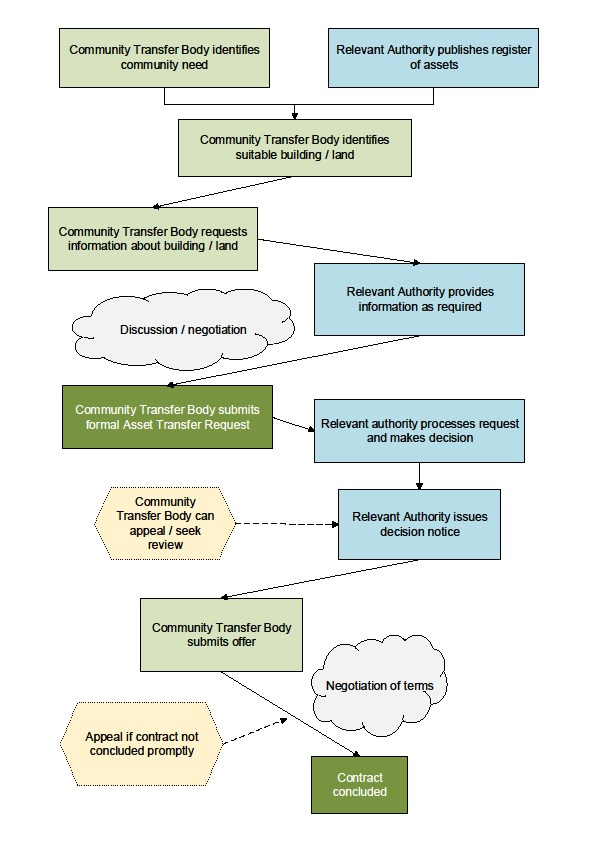 Community Transfer Body identifies
community need
Relevant Authority publishes register
of assets
Community Transfer Body identifies
suitable building / land
Community Transfer Body requests
information about building / land
Relevant Authority provides
information as required
Discussion / negotiation
Community Transfer Body submits
formal Asset Transfer Request
Relevant authority processes request
and makes decision
Community
Transfer Body can
appeal / seek
review
Relevant Authority issues
decision notice
Community Transfer Body
submits offer
Negotiation of terms
Appeal if contract not
concluded promptly
Contract
concluded